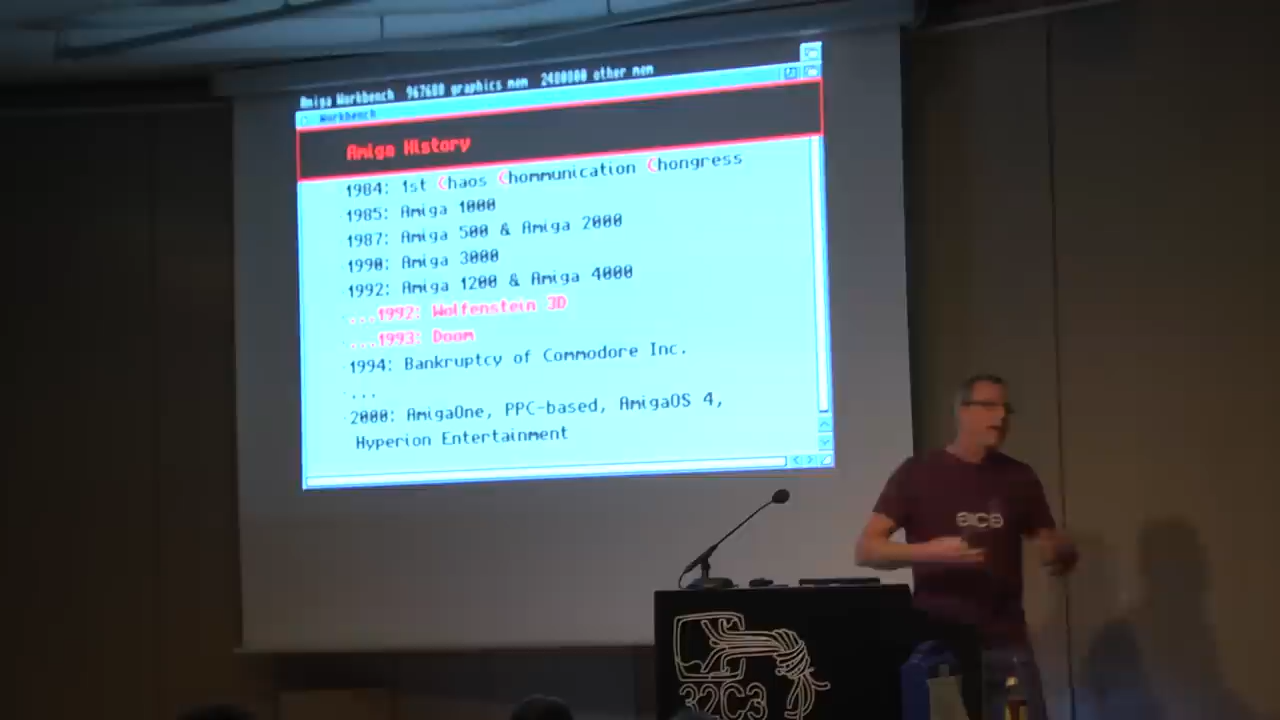 Amiga Workbench 967680 graphics mem 2480800 other mem
Workbench
Amiga History
1984: 1st Chaos Chommunication Chongress
1985: Amiga 1000
1987: Amiga 500 & Amiga 2000
1990: Amiga 3000
1992: Amiga 1200 & Amiga 4000
...1992: Wolfenstein 3D
...1993: Doom
1994: Bankruptcy of Commodore Inc.
...
2000: AmigaOne, PPC-based, AmigaOS 4,
Hyperion Entertainment
32C3